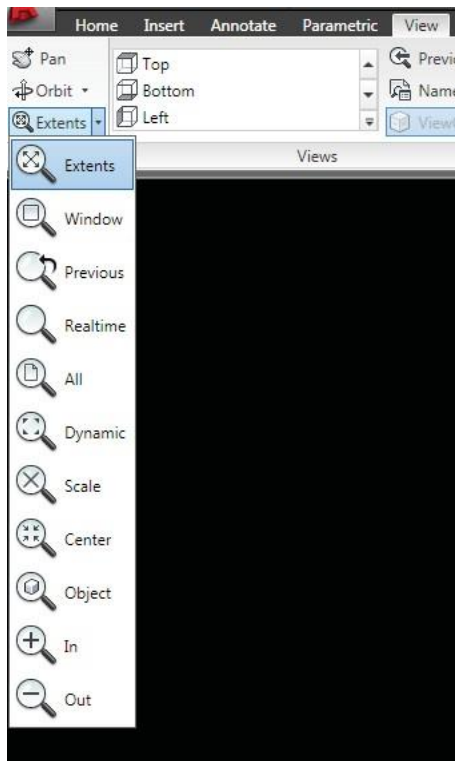 Home Insert Annotate Parametric View
Pan
Top
Orbit
Bottom
Extents
Left
Views
Extents
Window
Previous
Realtime
All
Dynamic
Scale
Center
Object
In
Out